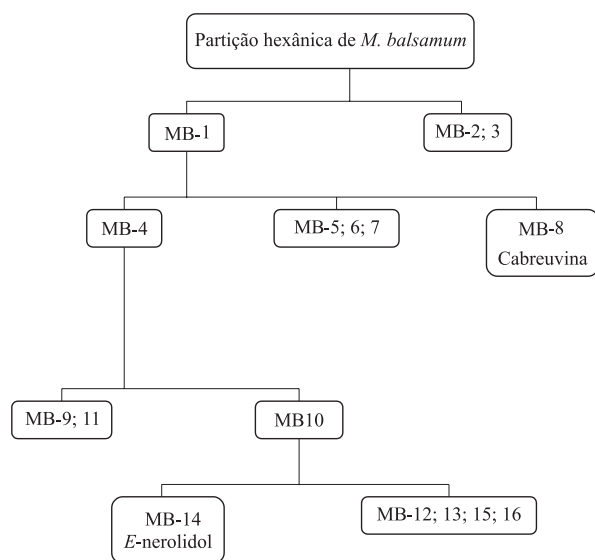 Partição hexânica de M. balsamum
MB-1
MB-2; 3
MB-4
MB-5; 6; 7
MB-8
Cabreuvina
MB-9; 11
MB10
MB-14
E-nerolidol
MB-12; 13; 15; 16